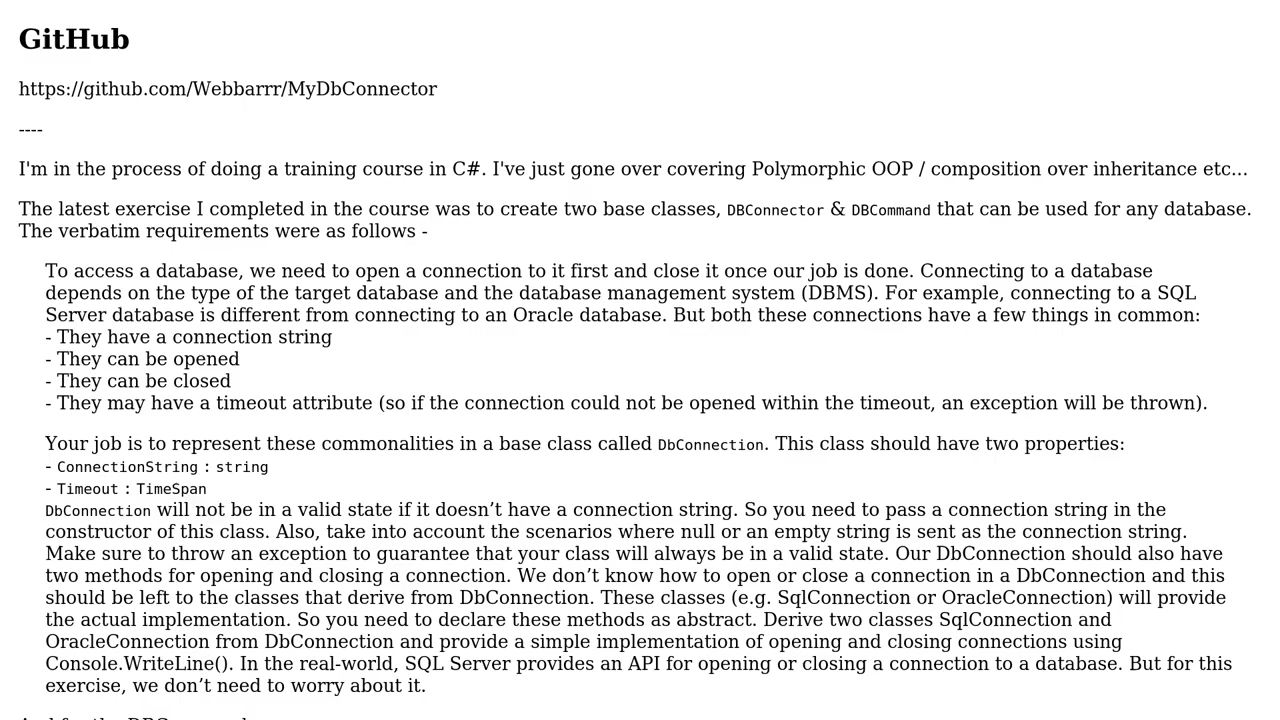 GitHub
https://github.com/Webbarrr/MyDbConnector
----
I'm in the process of doing a training course in C#. I've just gone over covering Polymorphic OOP / composition over inheritance etc...
The latest exercise I completed in the course was to create two base classes, DBConnector & DBCommand that can be used for any database.
The verbatim requirements were as follows -
To access a database, we need to open a connection to it first and close it once our job is done. Connecting to a database
depends on the type of the target database and the database management system (DBMS). For example, connecting to a SQL
Server database is different from connecting to an Oracle database. But both these connections have a few things in common:
- They have a connection string
- They can be opened
- They can be closed
- They may have a timeout attribute (so if the connection could not be opened within the timeout, an exception will be thrown).
Your job is to represent these commonalities in a base class called DbConnection. This class should have two properties:
- ConnectionString : string
- Timeout : TimeSpan
DbConnection will not be in a valid state if it doesn’t have a connection string. So you need to pass a connection string in the
constructor of this class. Also, take into account the scenarios where null or an empty string is sent as the connection string.
Make sure to throw an exception to guarantee that your class will always be in a valid state. Our DbConnection should also have
two methods for opening and closing a connection. We don’t know how to open or close a connection in a DbConnection and this
should be left to the classes that derive from DbConnection. These classes (e.g. SqlConnection or OracleConnection) will provide
the actual implementation. So you need to declare these methods as abstract. Derive two classes SqlConnection and
OracleConnection from DbConnection and provide a simple implementation of opening and closing connections using
Console.WriteLine(). In the real-world, SQL Server provides an API for opening or closing a connection to a database. But for this
exercise, we don’t need to worry about it.